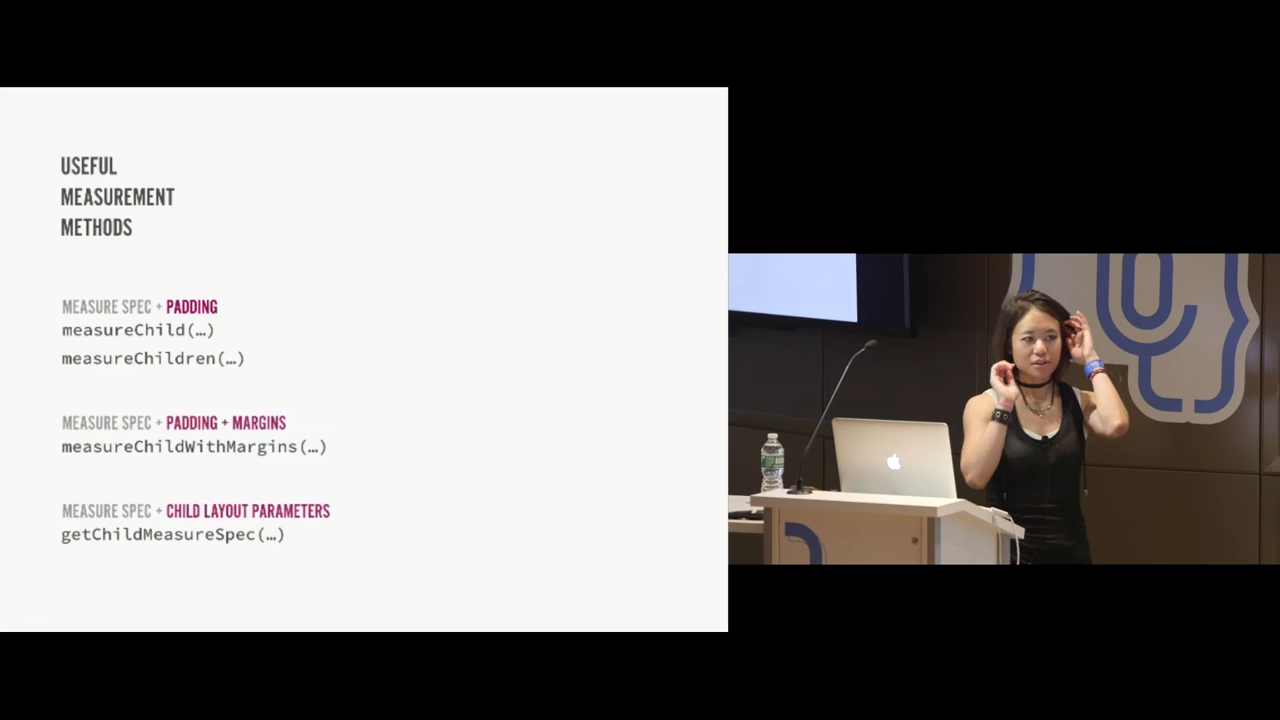 USEFUL
MEASUREMENT
METHODS
MEASURE SPEC + PADDING
measureChild(…)
measureChildren(…)
MEASURE SPEC + PADDING + MARGINS
measureChildWithMargins(…)
MEASURE SPEC + CHILD LAYOUT PARAMETERS
getChildMeasureSpec(…)